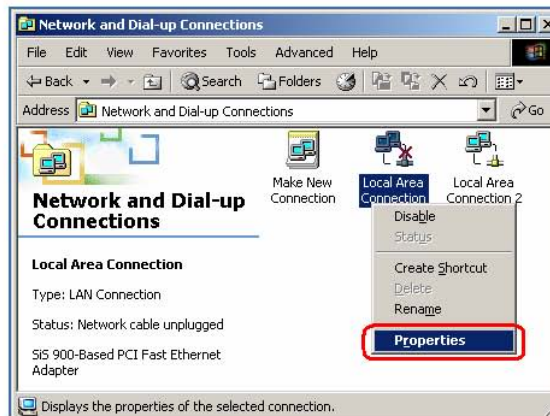 Network and Dial-up Connections
File Edit View Favorites Tools Advanced Help
Back Search Folders
Address Network and Dial-up Connections Go
Network and Dial-up
Connections
Local Area Connection
Type: LAN Connection
Status: Network cable unplugged
SiS 900-Based PCI Fast Ethernet
Adapter
Make New
Connection
Local Area
Connection
Local Area
Connection 2
Disable
Status
Create Shortcut
Delete
Rename
Properties
Displays the properties of the selected connection.